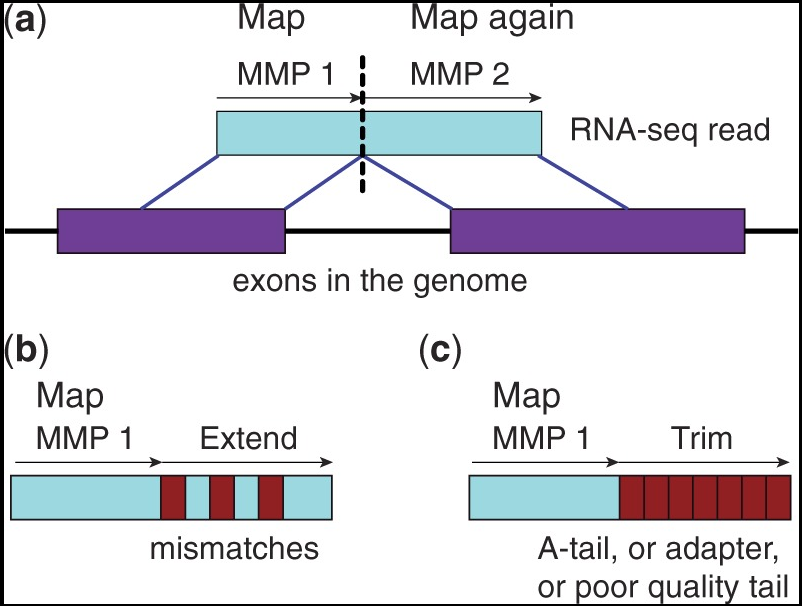 (a)
Map
Map again
MMP 1
MMP 2
RNA-seq read
exons in the genome
(b)
Map
MMP 1
Extend
mismatches
(c)
Map
MMP 1
Trim
A-tail, or adapter,
or poor quality tail